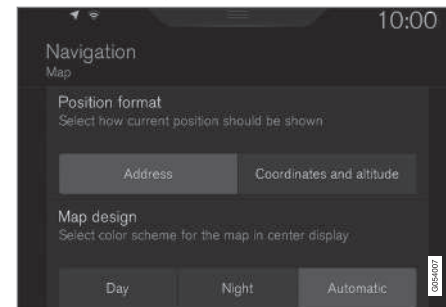 10:00
Navigation
Map
Position format
Select how current position should be shown
Address
Coordinates and altitude
Map design
Select color scheme for the map in center display
Day
Night
Automatic
G054007